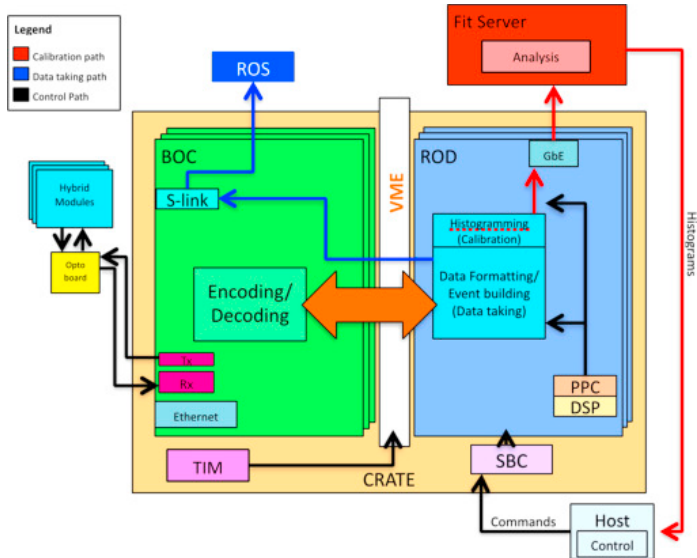 Legend
Calibration path
Data taking path
Control Path
ROS
Fit Server
Analysis
BOC
S-link
VME
ROD
GbE
Hybrid
Modules
Opto
board
Histogramming
(Calibration)
Data Formatting/
Event building
(Data taking)
Encoding/
Decoding
Histograms
Tx
Rx
Ethernet
PPC
DSP
TIM
CRATE
SBC
Commands
Host
Control